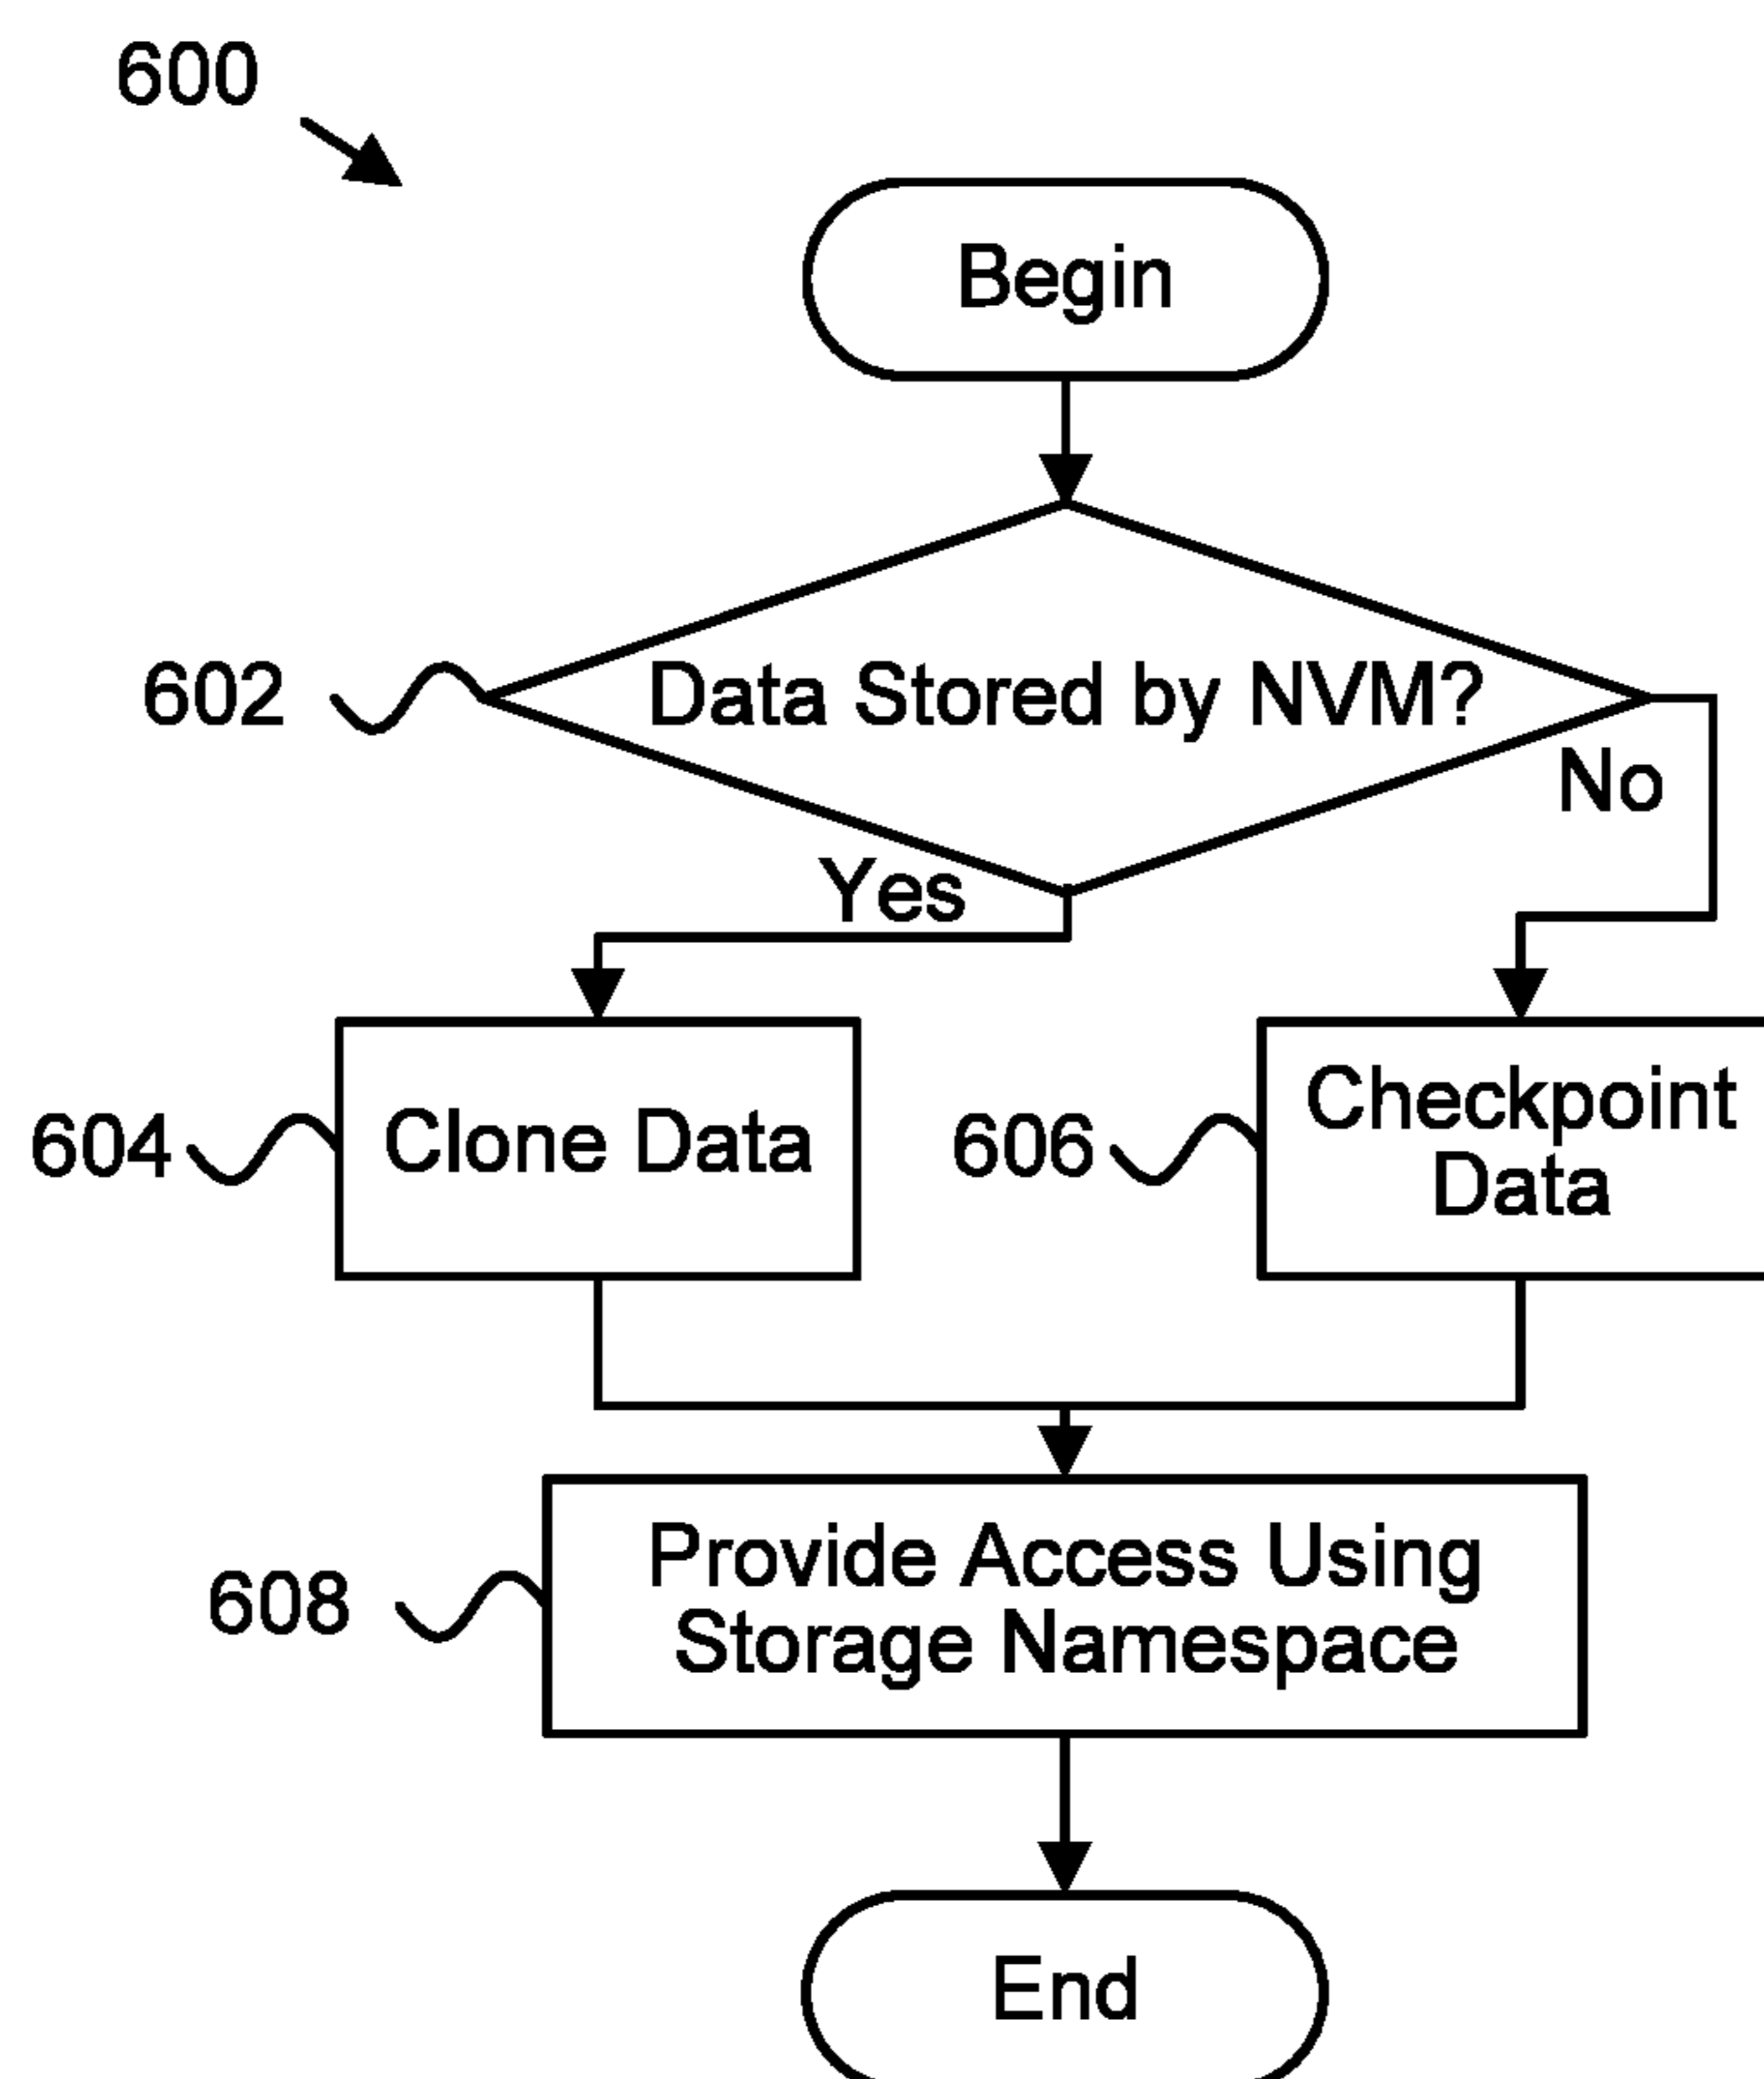 600
Begin
602
Data Stored by NVM?
No
Yes
604
Clone Data
606
Checkpoint
Data
608
Provide Access Using
Storage Namespace
End